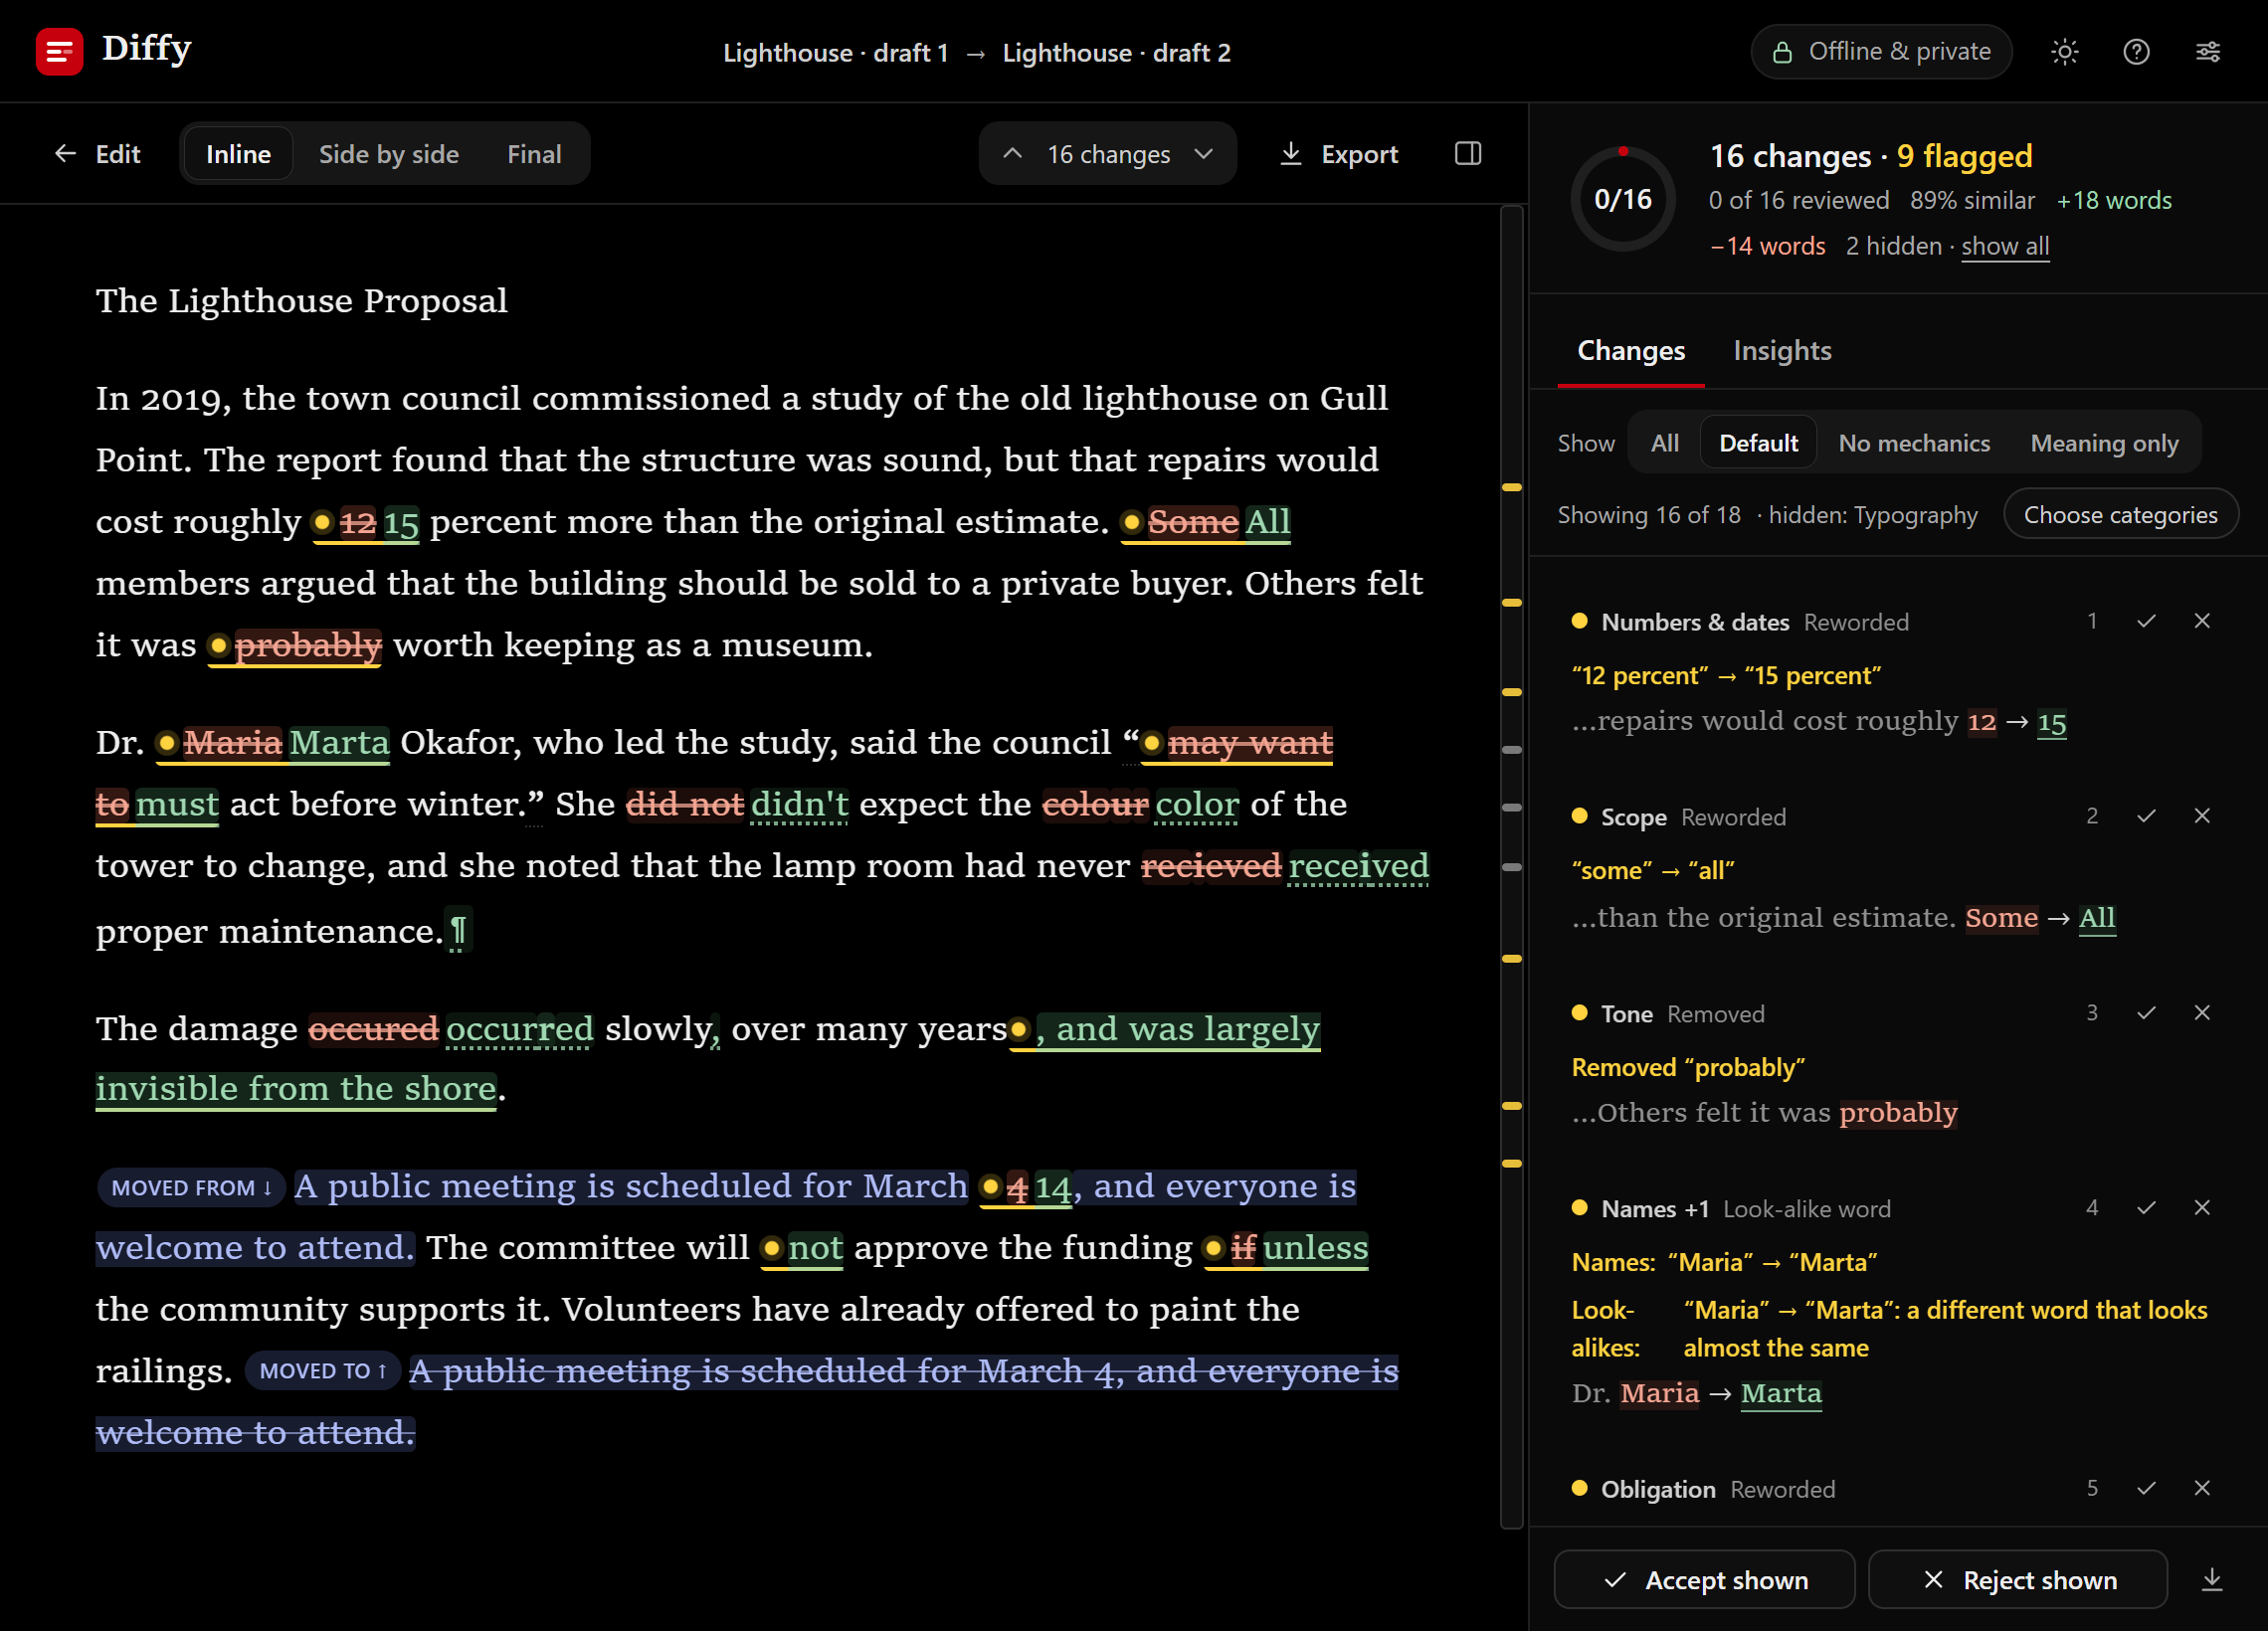 Diffy
Lighthouse · draft 1 → Lighthouse · draft 2
Offline & private
Edit
Inline Side by side Final
16 changes
Export
The Lighthouse Proposal
In 2019, the town council commissioned a study of the old lighthouse on Gull
Point. The report found that the structure was sound, but that repairs would
cost roughly 12 15 percent more than the original estimate. Some All
members argued that the building should be sold to a private buyer. Others felt
it was probably worth keeping as a museum.
Dr. Maria Marta Okafor, who led the study, said the council “may want
to must act before winter.” She did not didn't expect the colour color of the
tower to change, and she noted that the lamp room had never recieved received
proper maintenance.¶
The damage occured occurred slowly, over many years, and was largely
invisible from the shore.
MOVED FROM ↓ A public meeting is scheduled for March 4 14, and everyone is
welcome to attend. The committee will not approve the funding if unless
the community supports it. Volunteers have already offered to paint the
railings. MOVED TO ↑ A public meeting is scheduled for March 4, and everyone is
welcome to attend.
0/16
16 changes · 9 flagged
0 of 16 reviewed 89% similar +18 words
−14 words 2 hidden · show all
Changes Insights
Show All Default No mechanics Meaning only
Showing 16 of 18 · hidden: Typography Choose categories
Numbers & dates Reworded 1
“12 percent” → “15 percent”
…repairs would cost roughly 12 → 15
Scope Reworded 2
“some” → “all”
…than the original estimate. Some → All
Tone Removed 3
Removed “probably”
…Others felt it was probably
Names +1 Look-alike word 4
Names: “Maria” → “Marta”
Look- “Maria” → “Marta”: a different word that looks
alikes: almost the same
Dr. Maria → Marta
Obligation Reworded 5
Accept shown Reject shown